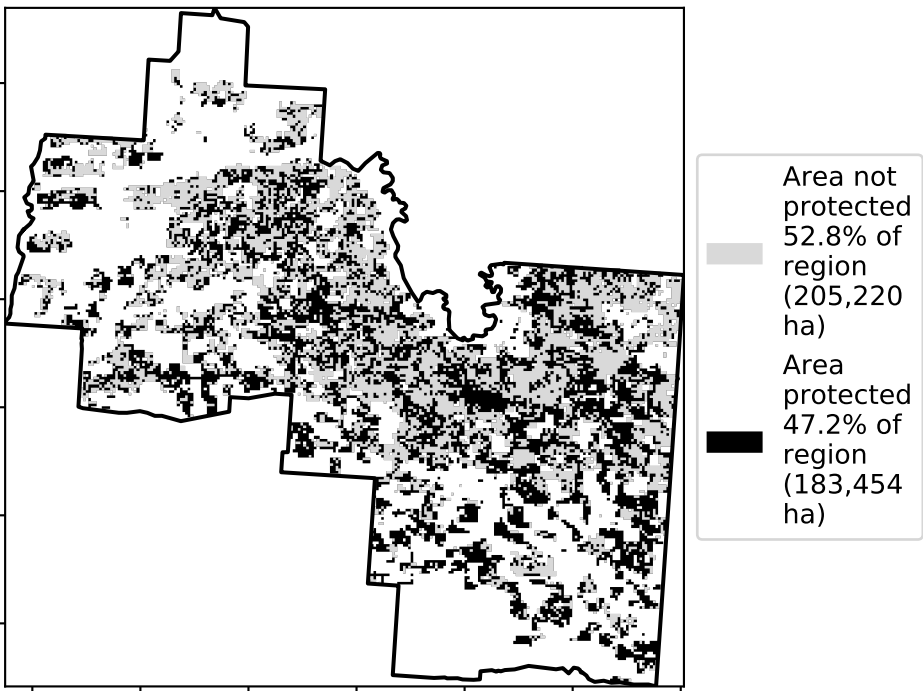 Area not
protected
52.8% of
region
(205,220
ha)
Area
protected
47.2% of
region
(183,454
ha)